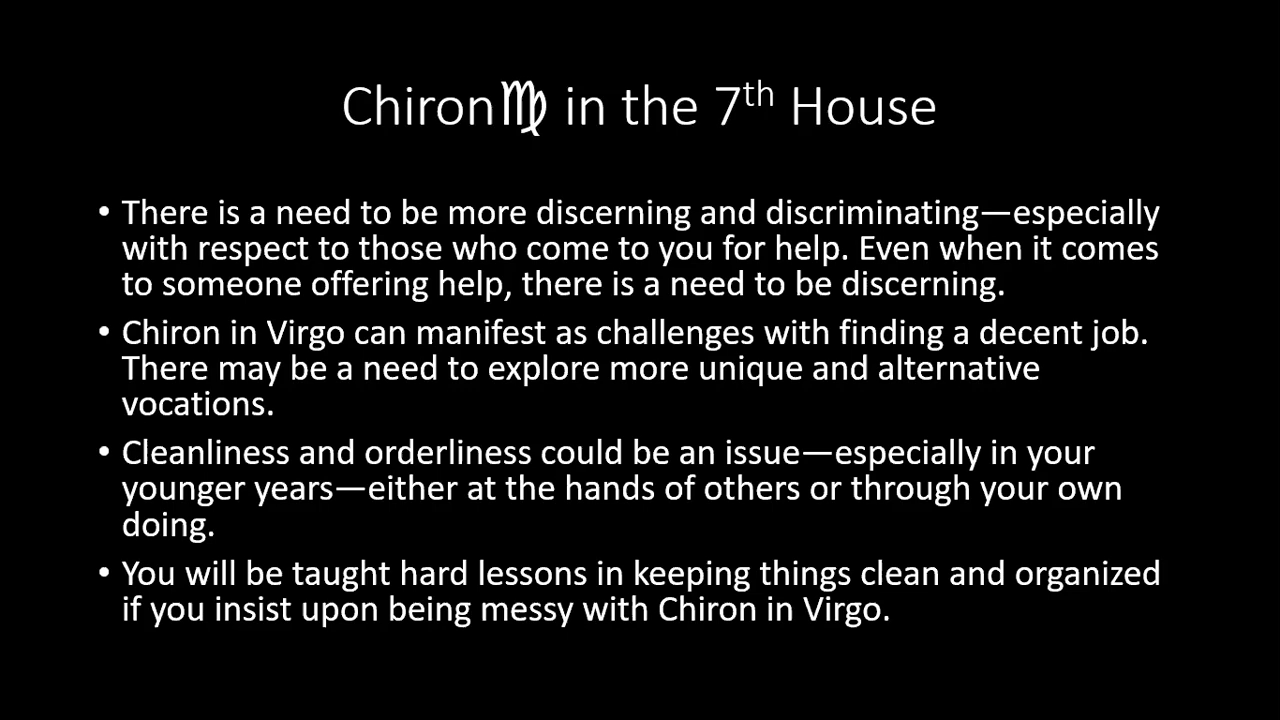 Chiron♍ in the 7th House
• There is a need to be more discerning and discriminating—especially
with respect to those who come to you for help. Even when it comes
to someone offering help, there is a need to be discerning.
• Chiron in Virgo can manifest as challenges with finding a decent job.
There may be a need to explore more unique and alternative
vocations.
• Cleanliness and orderliness could be an issue—especially in your
younger years—either at the hands of others or through your own
doing.
• You will be taught hard lessons in keeping things clean and organized
if you insist upon being messy with Chiron in Virgo.